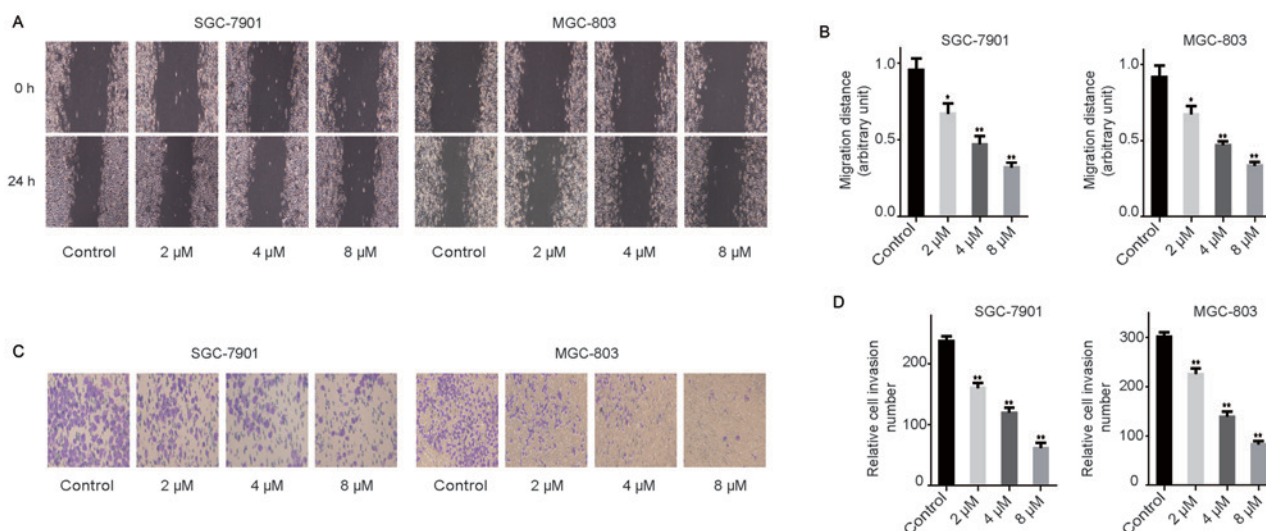 A
SGC-7901
MGC-803
0 h
24 h
Control
2 µM
4 µM
8 µM
Control
2 µM
4 µM
8 µM
B
SGC-7901
Migration distance
(arbitrary unit)
1.0
0.5
0.0
*
**
**
Control
2 µM
4 µM
8 µM
MGC-803
Migration distance
(arbitrary unit)
1.0
0.5
0.0
*
**
**
Control
2 µM
4 µM
8 µM
C
SGC-7901
MGC-803
Control
2 µM
4 µM
8 µM
Control
2 µM
4 µM
8 µM
D
SGC-7901
Relative cell invasion
number
200
100
0
**
**
**
Control
2 µM
4 µM
8 µM
MGC-803
Relative cell invasion
number
300
200
100
0
**
**
**
Control
2 µM
4 µM
8 µM